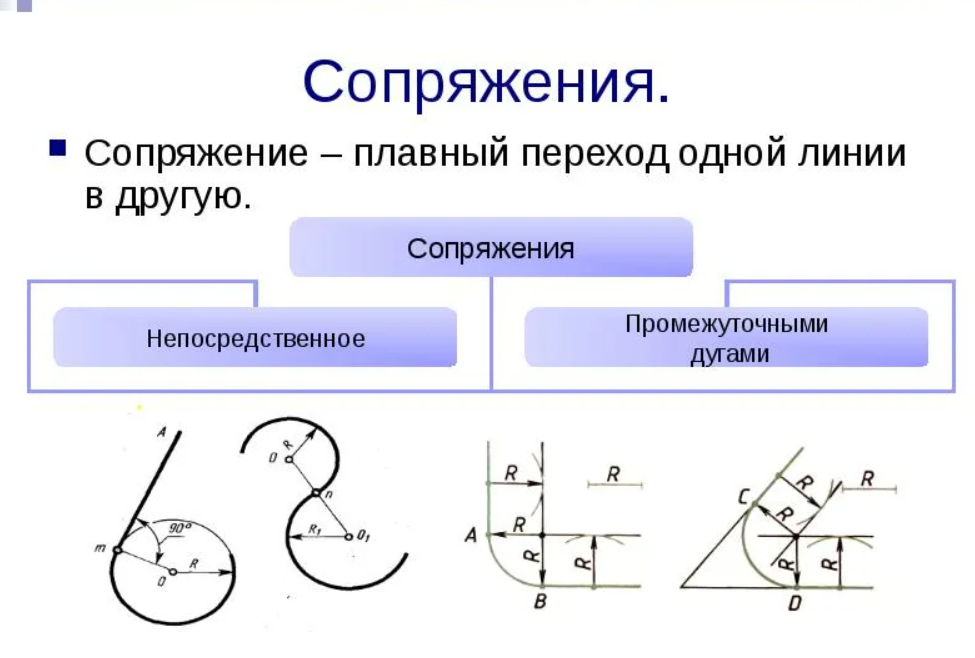 Сопряжения.
Сопряжение – плавный переход одной линии
в другую.
Сопряжения
Непосредственное
Промежуточными
дугами
A
90°
m
O
R
R
O
n
R₁
O₁
R
R
A
R
R
R
B
R
R
C
R
R
R
D